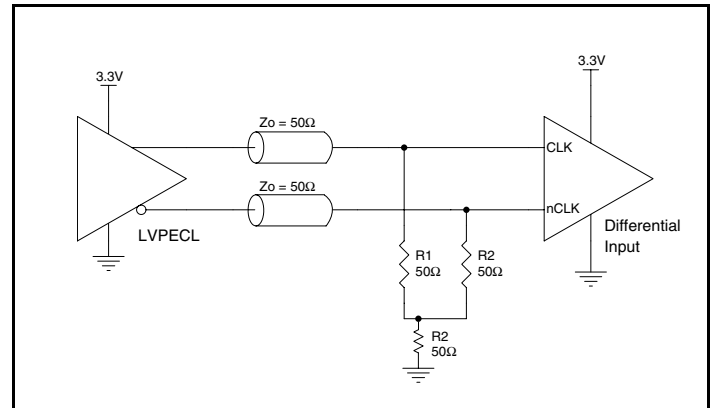 3.3V
3.3V
Zo = 50Ω
CLK
Zo = 50Ω
nCLK
LVPECL
Differential
Input
R1
50Ω
R2
50Ω
R2
50Ω